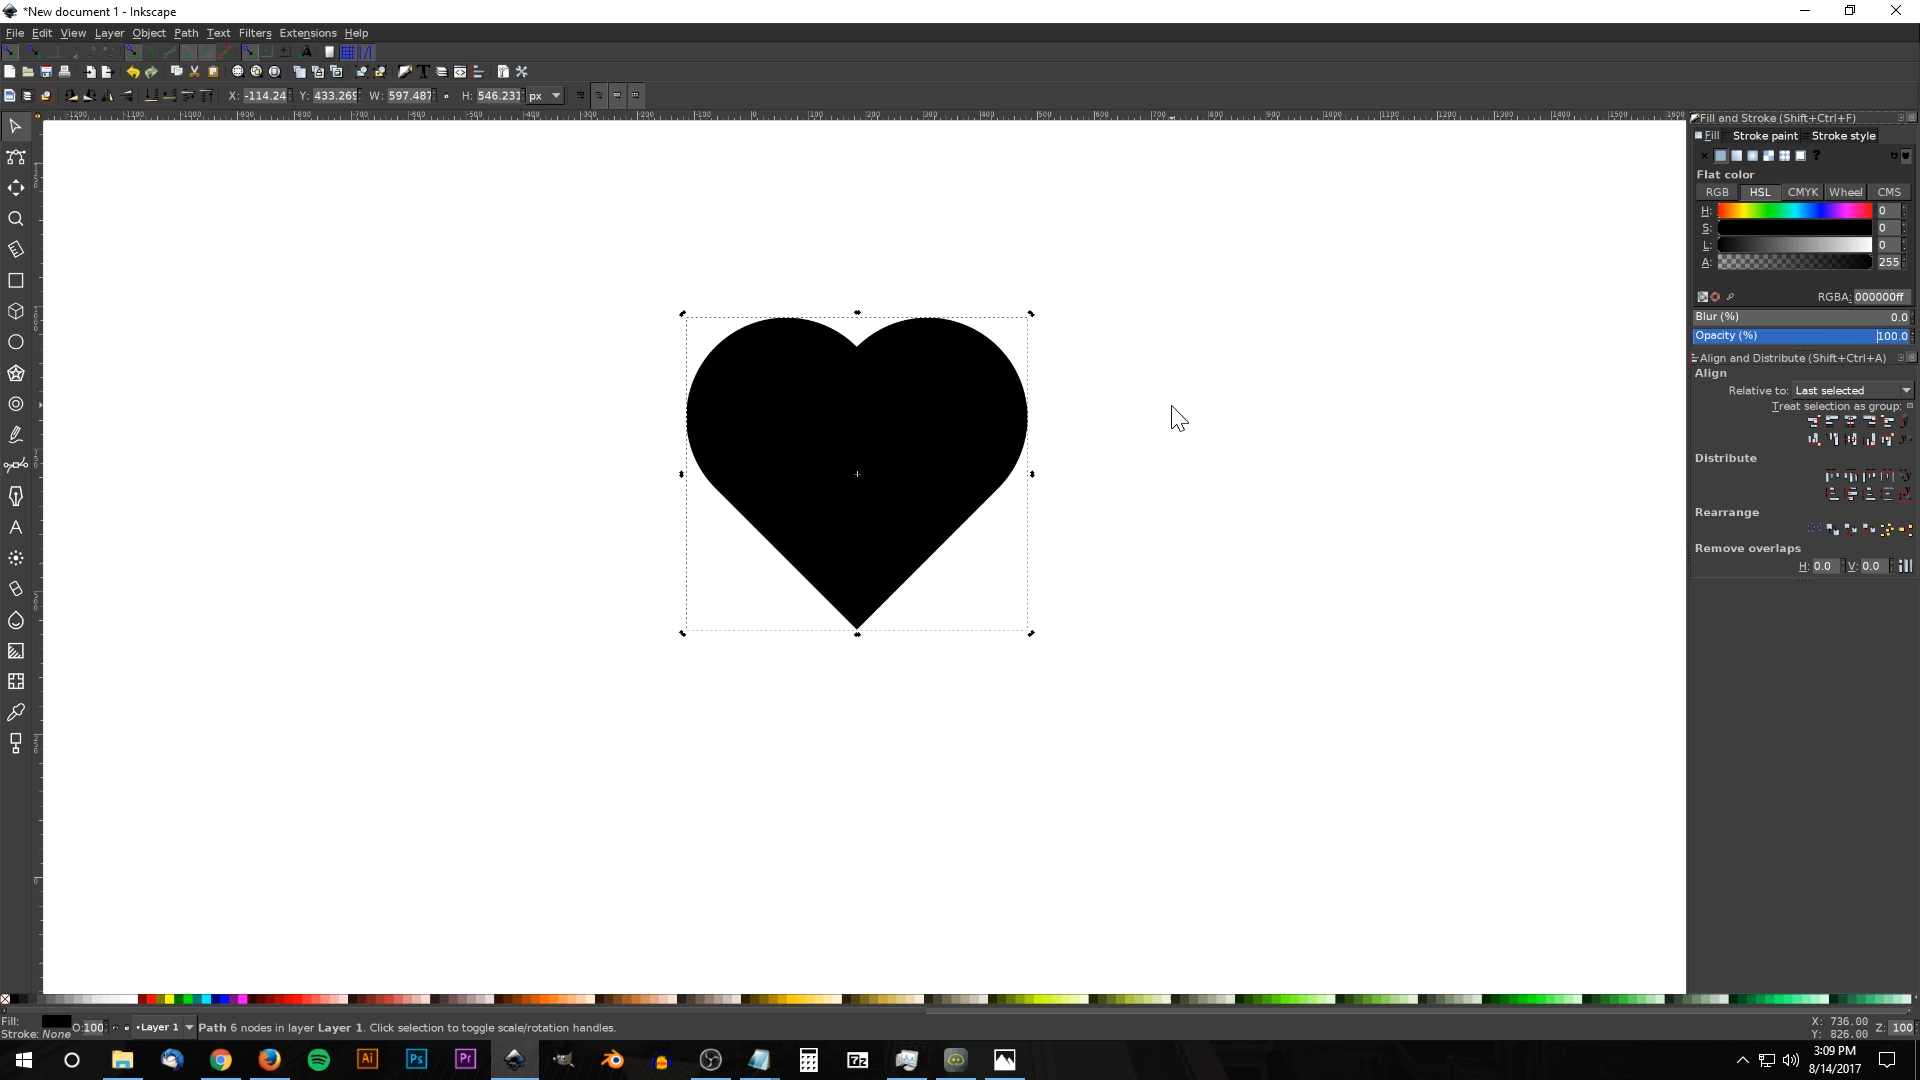 *New document 1 - Inkscape
File Edit View Layer Object Path Text Filters Extensions Help
X: -114.24 Y: 433.269 W: 597.487 H: 546.231 px
Fill and Stroke (Shift+Ctrl+F)
Fill Stroke paint Stroke style
Flat color
RGB HSL CMYK Wheel CMS
H: 0
S: 0
L: 0
A: 255
RGBA: 000000ff
Blur (%) 0.0
Opacity (%) 100.0
Align and Distribute (Shift+Ctrl+A)
Align
Relative to: Last selected
Treat selection as group:
Distribute
Rearrange
Remove overlaps
H: 0.0 V: 0.0
Fill: O: 100 Layer 1 Path 6 nodes in layer Layer 1. Click selection to toggle scale/rotation handles. X: 736.00 Z: 100
Stroke: None Y: 826.00
Ai Ps Pr 7z
3:09 PM
8/14/2017